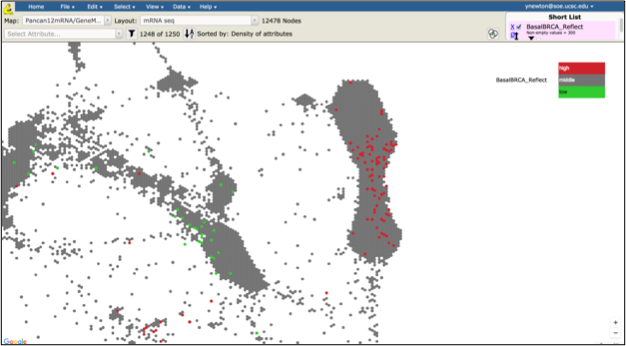 Home File Edit Select View Data Help ynewton@soe.ucsc.edu
Map: Pancan12mRNA/GeneM... Layout: mRNA seq 12478 Nodes
Select Attribute... 1248 of 1250 Sorted by: Density of attributes
Short List
X BasalBRCA_Reflect
Non-empty values = 300
BasalBRCA_Reflect
high
middle
low
+
−
Google